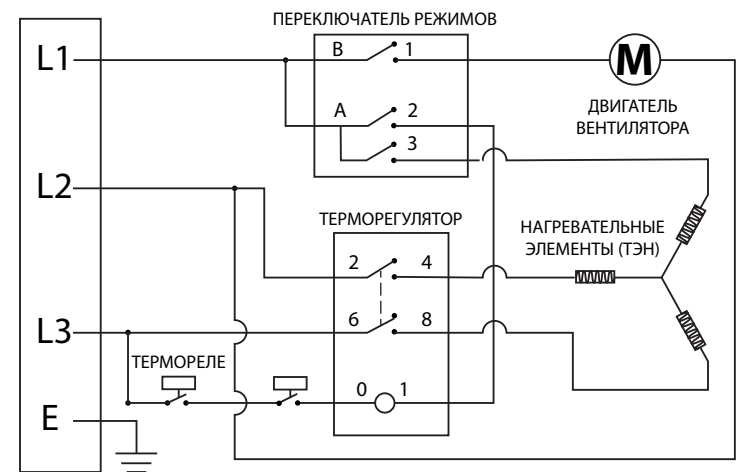 ПЕРЕКЛЮЧАТЕЛЬ РЕЖИМОВ
L1
B 1
M
A 2
3
ДВИГАТЕЛЬ
ВЕНТИЛЯТОРА
L2
ТЕРМОРЕГУЛЯТОР
НАГРЕВАТЕЛЬНЫЕ
ЭЛЕМЕНТЫ (ТЭН)
2 4
L3
6 8
ТЕРМОРЕЛЕ
0 1
E